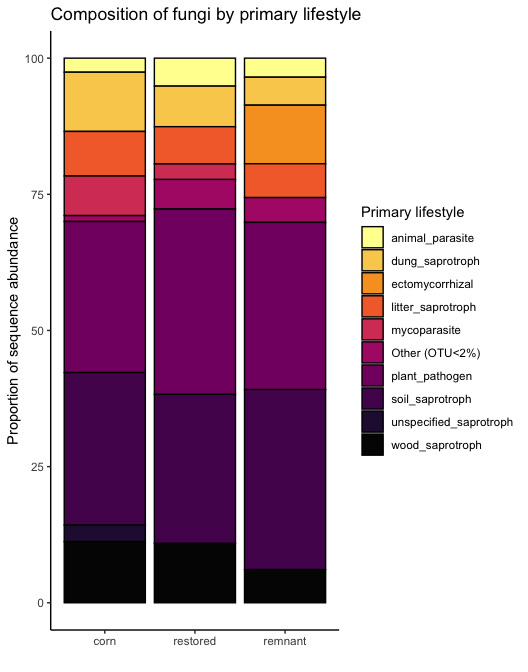 Composition of fungi by primary lifestyle
Proportion of sequence abundance
100
75
50
25
0
corn
restored
remnant
Primary lifestyle
animal_parasite
dung_saprotroph
ectomycorrhizal
litter_saprotroph
mycoparasite
Other (OTU<2%)
plant_pathogen
soil_saprotroph
unspecified_saprotroph
wood_saprotroph